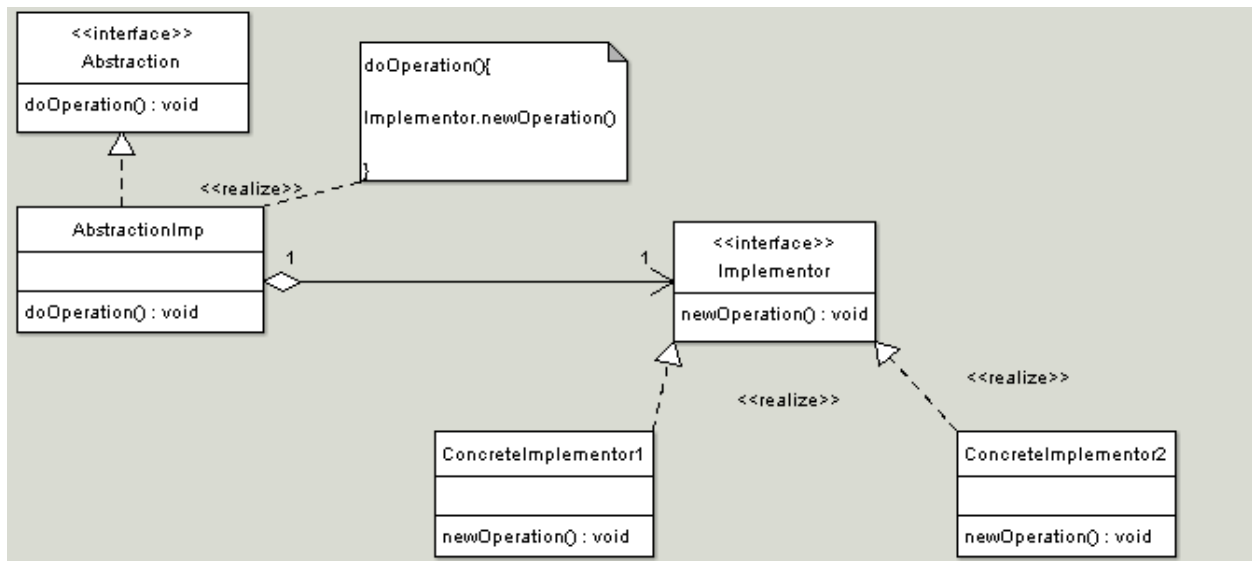 <<interface>>
Abstraction
doOperation() : void
doOperation(){
Implementor.newOperation()
}
<<realize>>
AbstractionImp
doOperation() : void
1
1
<<interface>>
Implementor
newOperation() : void
<<realize>>
<<realize>>
ConcreteImplementor1
newOperation() : void
ConcreteImplementor2
newOperation() : void